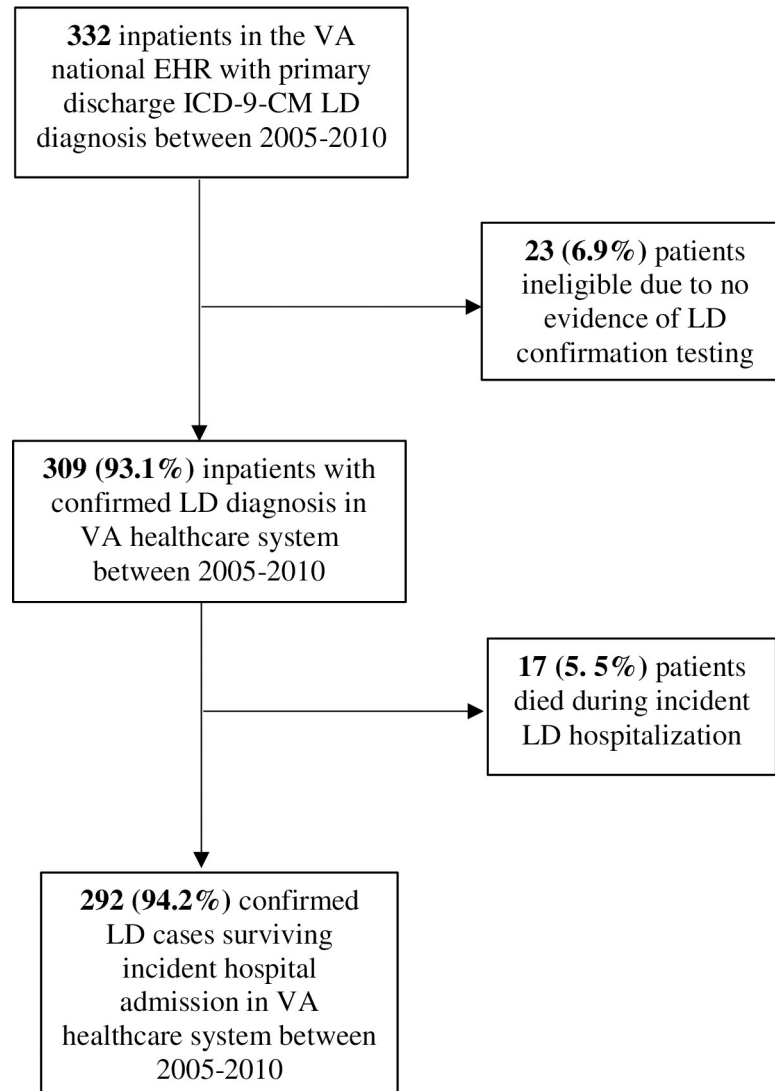 332 inpatients in the VA
national EHR with primary
discharge ICD-9-CM LD
diagnosis between 2005-2010
23 (6.9%) patients
ineligible due to no
evidence of LD
confirmation testing
309 (93.1%) inpatients with
confirmed LD diagnosis in
VA healthcare system
between 2005-2010
17 (5. 5%) patients
died during incident
LD hospitalization
292 (94.2%) confirmed
LD cases surviving
incident hospital
admission in VA
healthcare system between
2005-2010